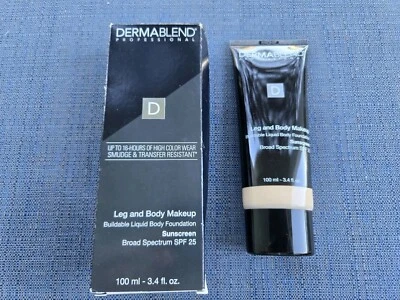 DERMABLEND
PROFESSIONAL
D
UP TO 16-HOURS OF HIGH COLOR WEAR
SMUDGE & TRANSFER RESISTANT*
Leg and Body Makeup
Buildable Liquid Body Foundation
Sunscreen
Broad Spectrum SPF 25
100 ml - 3.4 fl. oz.
DERMABLEND
D
Leg and Body Makeup
Buildable Liquid Body Foundation
Sunscreen
Broad Spectrum SPF 25
100 ml - 3.4 fl. oz.